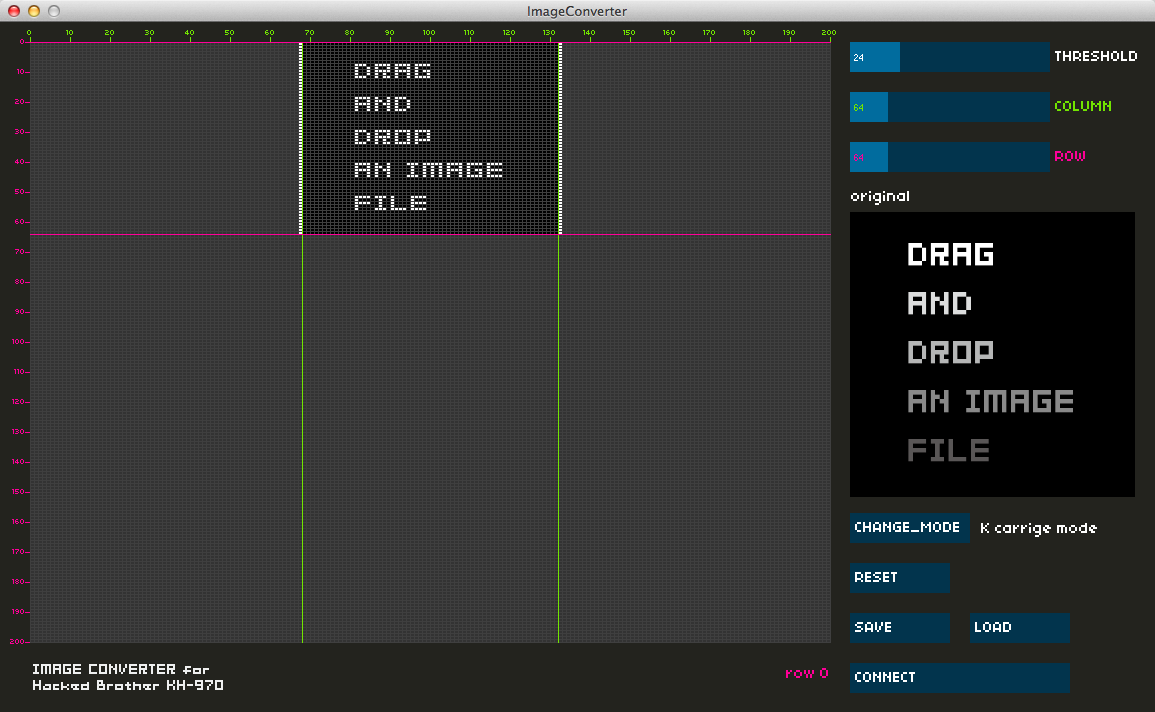 ImageConverter
0 10 20 30 40 50 60 70 80 90 100 110 120 130 140 150 160 170 180 190 200
0
10
20
30
40
50
60
70
80
90
100
110
120
130
140
150
160
170
180
190
200
DRAG
AND
DROP
AN IMAGE
FILE
24 THRESHOLD
64 COLUMN
64 ROW
original
DRAG
AND
DROP
AN IMAGE
FILE
CHANGE_MODE K carrige mode
RESET
SAVE LOAD
CONNECT
IMAGE CONVERTER for
Hacked Brother KH-970
row 0